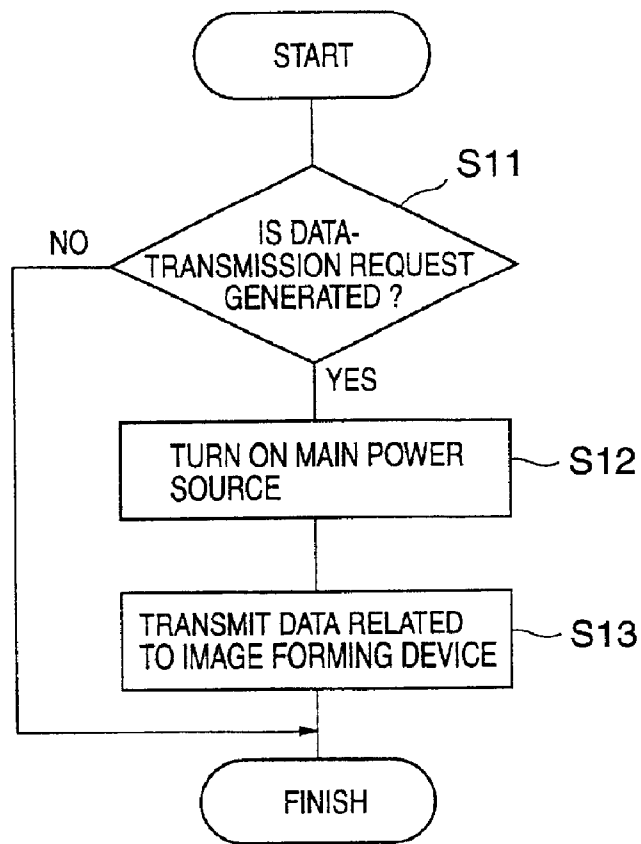 START
S11
NO
IS DATA-
TRANSMISSION REQUEST
GENERATED ?
YES
TURN ON MAIN POWER
SOURCE
S12
TRANSMIT DATA RELATED
TO IMAGE FORMING DEVICE
S13
FINISH